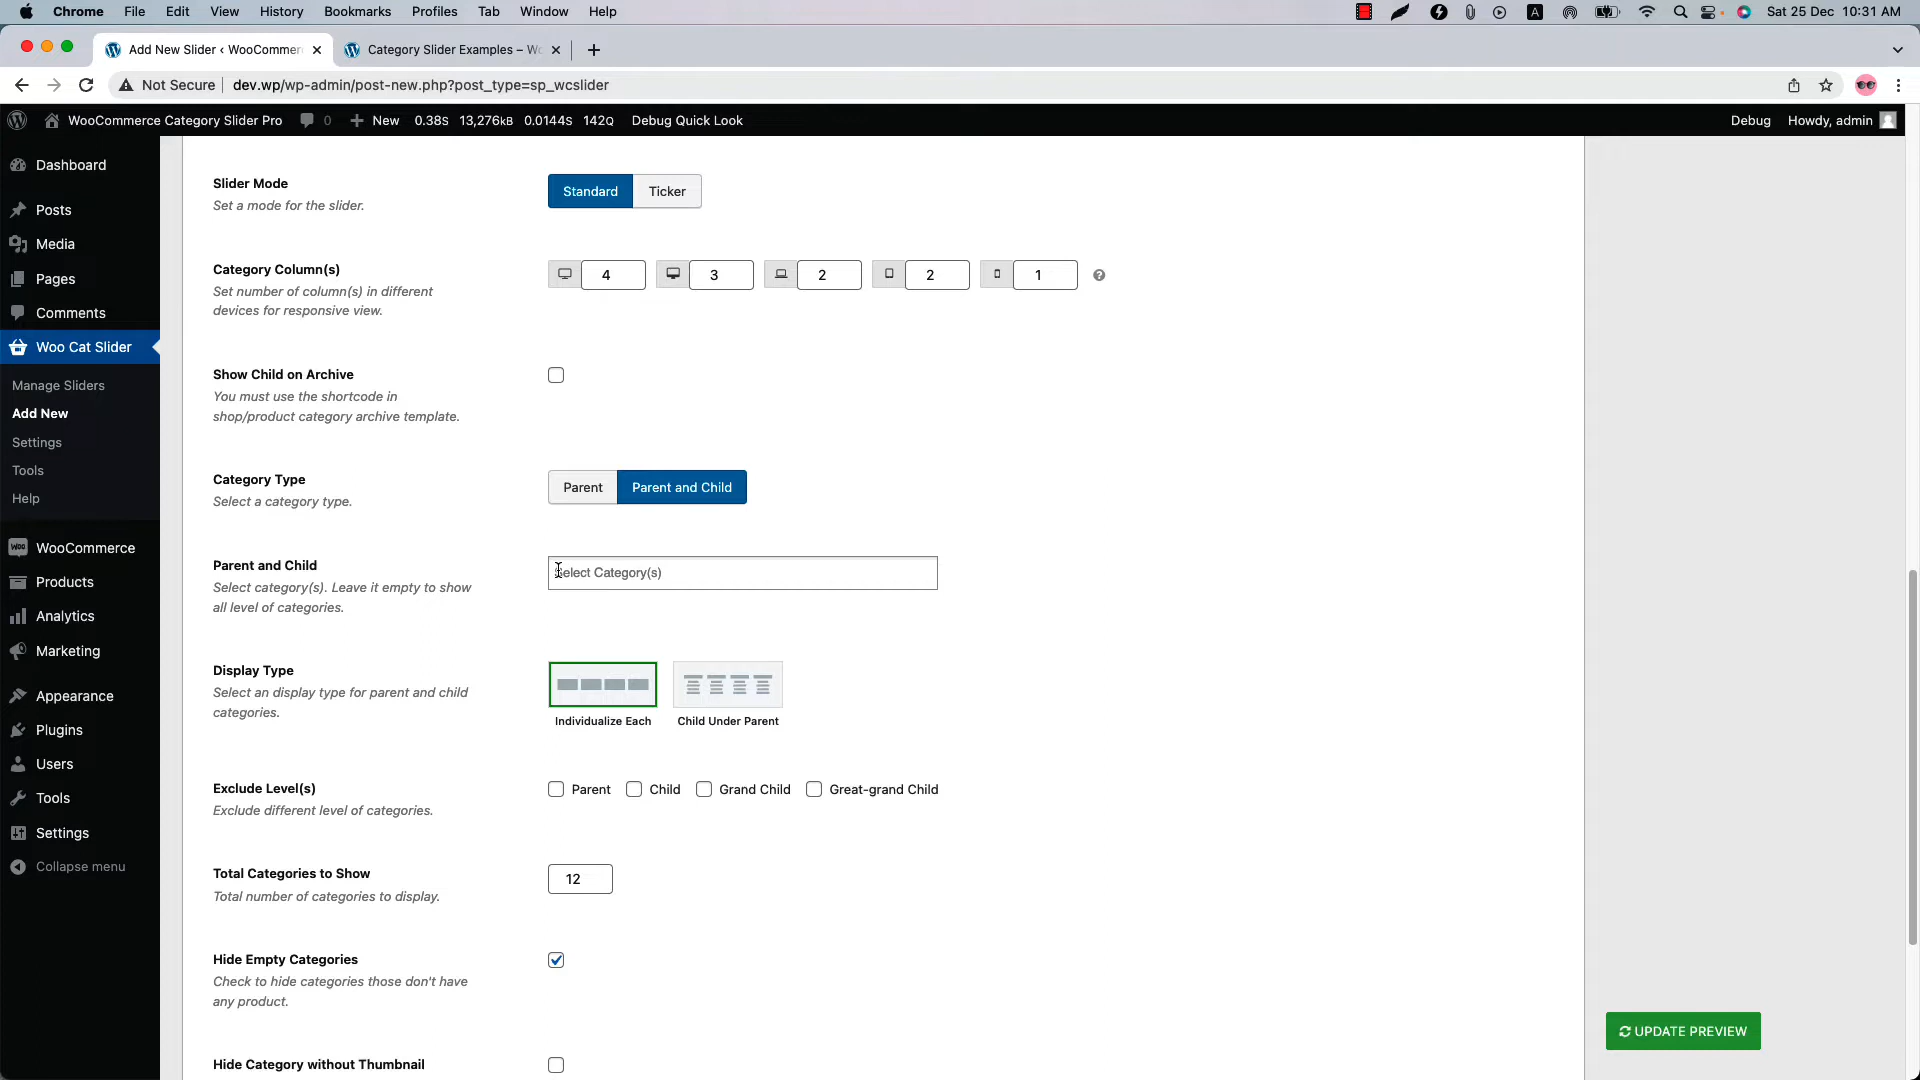 Chrome File Edit View History Bookmarks Profiles Tab Window Help
A Sat 25 Dec 10:31 AM
Add New Slider ‹ WooCommer
Category Slider Examples – Wo
Not Secure dev.wp/wp-admin/post-new.php?post_type=sp_wcslider
WooCommerce Category Slider Pro 0 New 0.38S 13,276KB 0.0144S 142Q Debug Quick Look Debug Howdy, admin
Dashboard
Posts
Media
Pages
Comments
Woo Cat Slider
Manage Sliders
Add New
Settings
Tools
Help
Woo WooCommerce
Products
Analytics
Marketing
Appearance
Plugins
Users
Tools
Settings
Collapse menu
Slider Mode
Set a mode for the slider.
Standard Ticker
Category Column(s)
Set number of column(s) in different
devices for responsive view.
4 3 2 2 1 ?
Show Child on Archive
You must use the shortcode in
shop/product category archive template.
Category Type
Select a category type.
Parent Parent and Child
Parent and Child
Select category(s). Leave it empty to show
all level of categories.
Select Category(s)
Display Type
Select an display type for parent and child
categories.
Individualize Each Child Under Parent
Exclude Level(s)
Exclude different level of categories.
Parent Child Grand Child Great-grand Child
Total Categories to Show
Total number of categories to display.
12
Hide Empty Categories
Check to hide categories those don't have
any product.
Hide Category without Thumbnail
UPDATE PREVIEW